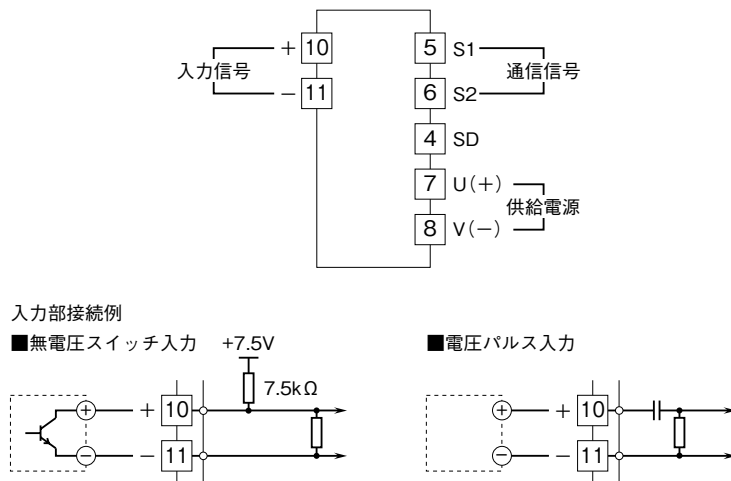 入力信号
+ 10
− 11
5 S1
6 S2
通信信号
4 SD
7 U(+)
8 V(−)
供給電源
入力部接続例
■無電圧スイッチ入力
+7.5V
7.5kΩ
+ + 10
− − 11
■電圧パルス入力
+ + 10
− − 11